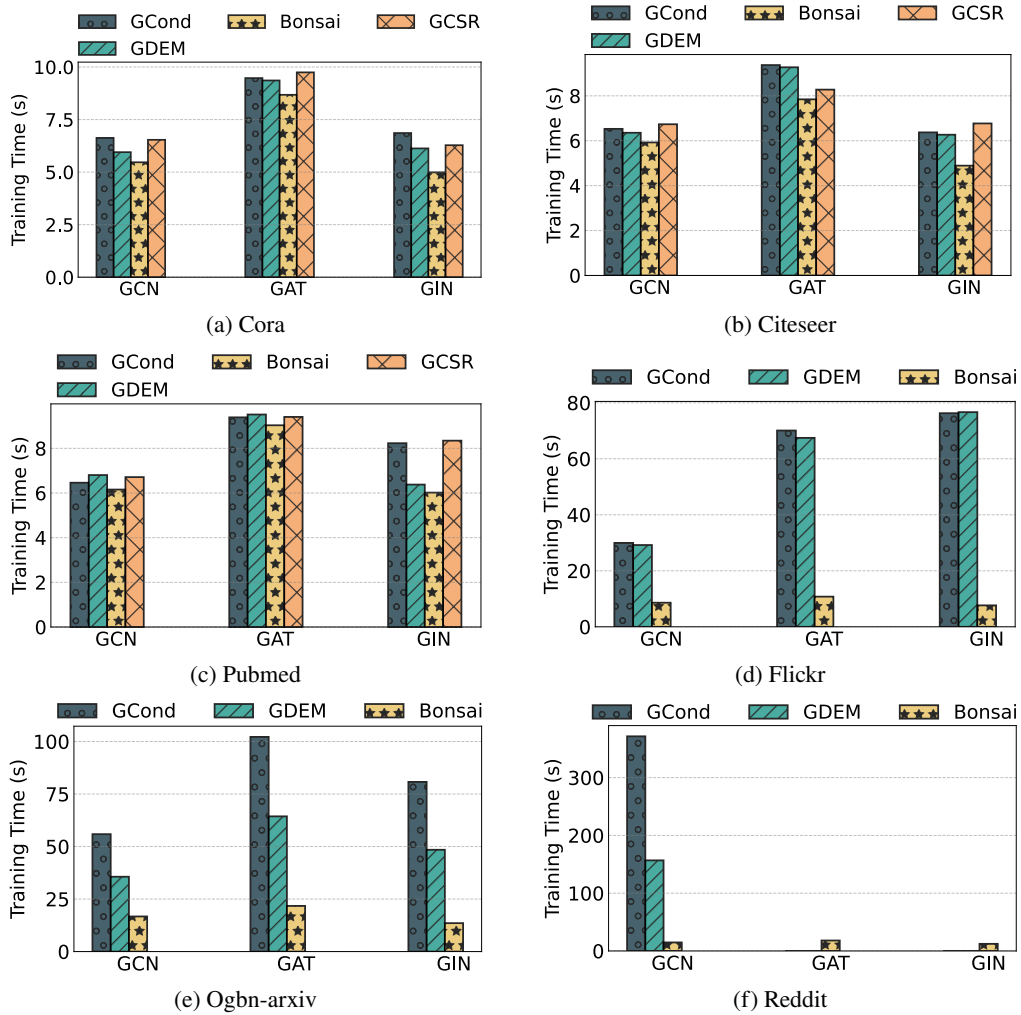 GCond Bonsai GCSR
GDEM
Training Time (s)
10.0
7.5
5.0
2.5
0.0
GCN GAT GIN
(a) Cora
GCond Bonsai GCSR
GDEM
Training Time (s)
8
6
4
2
0
GCN GAT GIN
(b) Citeseer
GCond Bonsai GCSR
GDEM
Training Time (s)
8
6
4
2
0
GCN GAT GIN
(c) Pubmed
GCond GDEM Bonsai
Training Time (s)
80
60
40
20
0
GCN GAT GIN
(d) Flickr
GCond GDEM Bonsai
Training Time (s)
100
75
50
25
0
GCN GAT GIN
(e) Ogbn-arxiv
GCond GDEM Bonsai
Training Time (s)
300
200
100
0
GCN GAT GIN
(f) Reddit